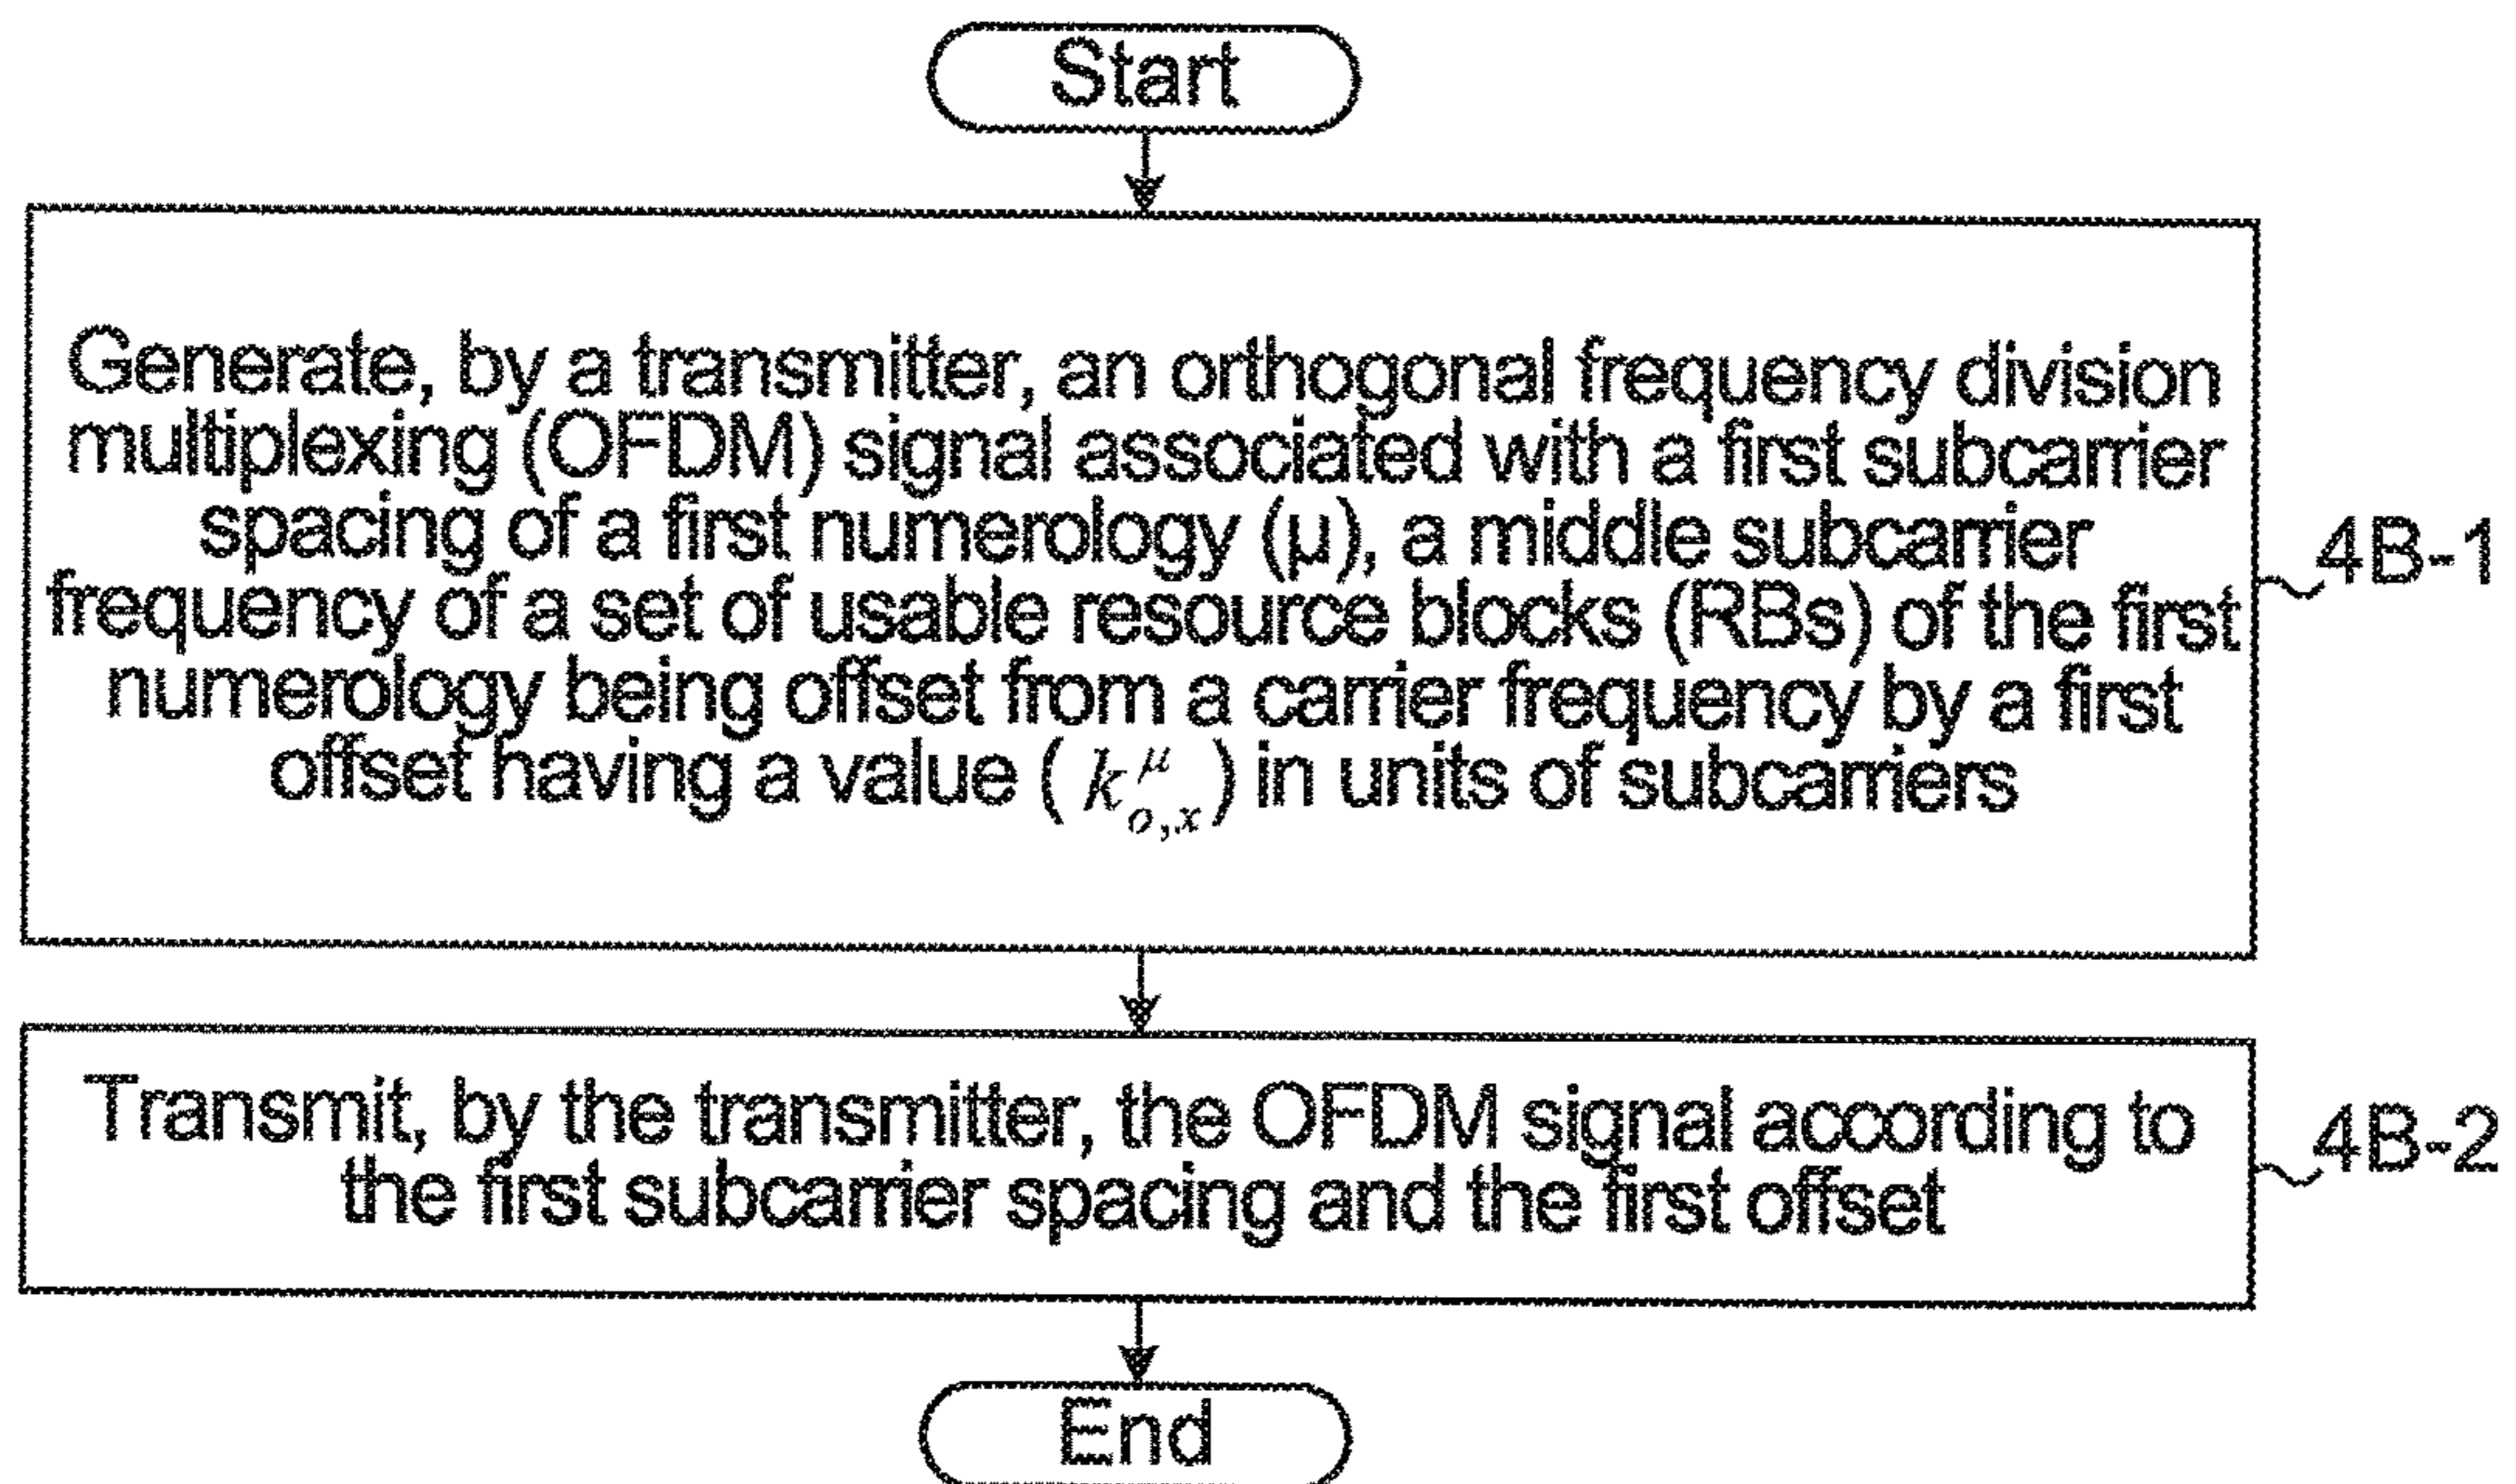 Start
Generate, by a transmitter, an orthogonal frequency division
multiplexing (OFDM) signal associated with a first subcarrier
spacing of a first numerology (μ), a middle subcarrier
4B-1
frequency of a set of usable resource blocks (RBs) of the first
numerology being offset from a carrier frequency by a first
offset having a value ( k^μ_{o,x} ) in units of subcarriers
Transmit, by the transmitter, the OFDM signal according to
4B-2
the first subcarrier spacing and the first offset
End